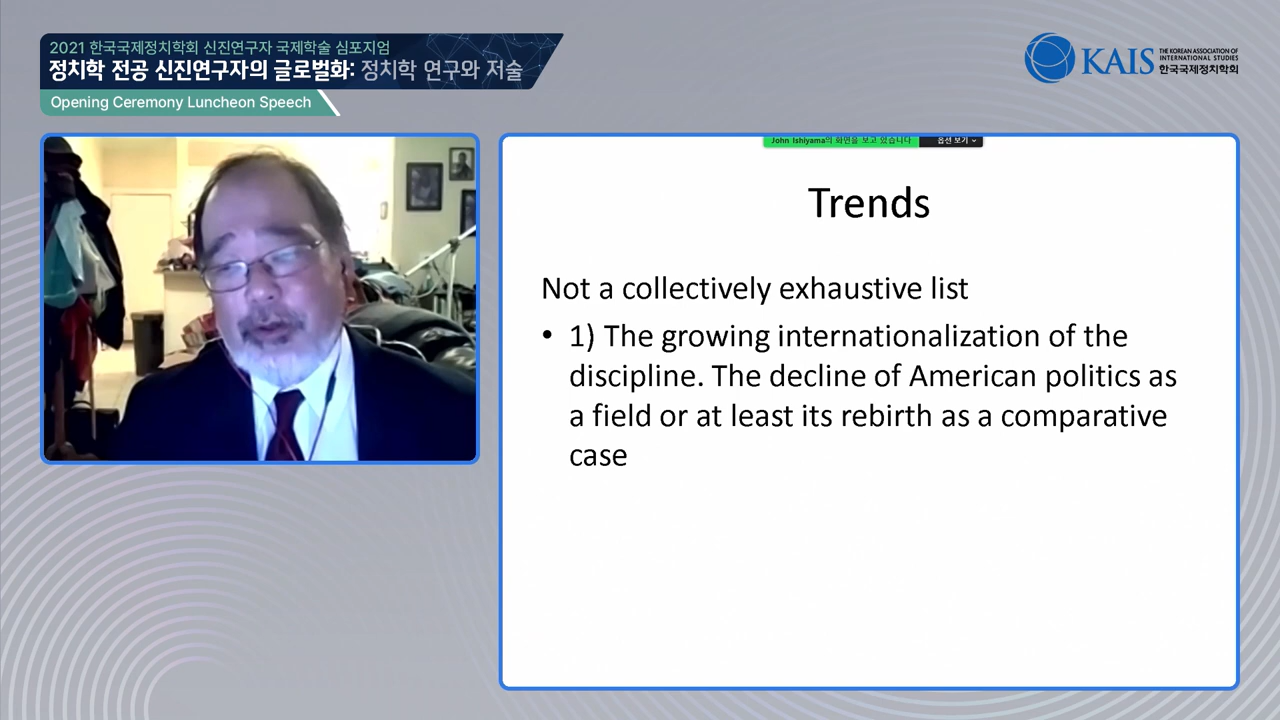 2021 한국국제정치학회 신진연구자 국제학술 심포지엄
정치학 전공 신진연구자의 글로벌화: 정치학 연구와 저술
Opening Ceremony Luncheon Speech
KAIS
THE KOREAN ASSOCIATION OF
INTERNATIONAL STUDIES
한국국제정치학회
John Ishiyama의 화면을 보고 있습니다
옵션 보기
Trends
Not a collectively exhaustive list
• 1) The growing internationalization of the
discipline. The decline of American politics as
a field or at least its rebirth as a comparative
case